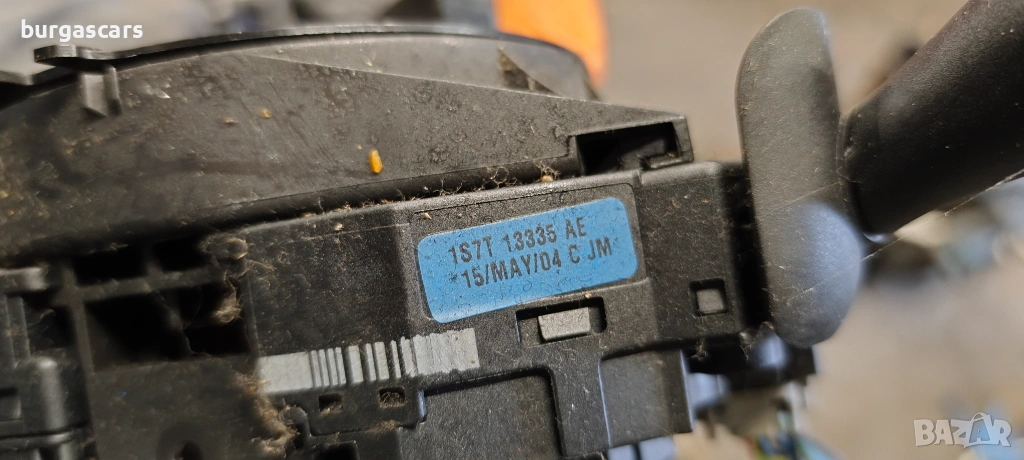 burgascars
1S7T 13335 AE
*15/MAY/04 C JM
BAZAR